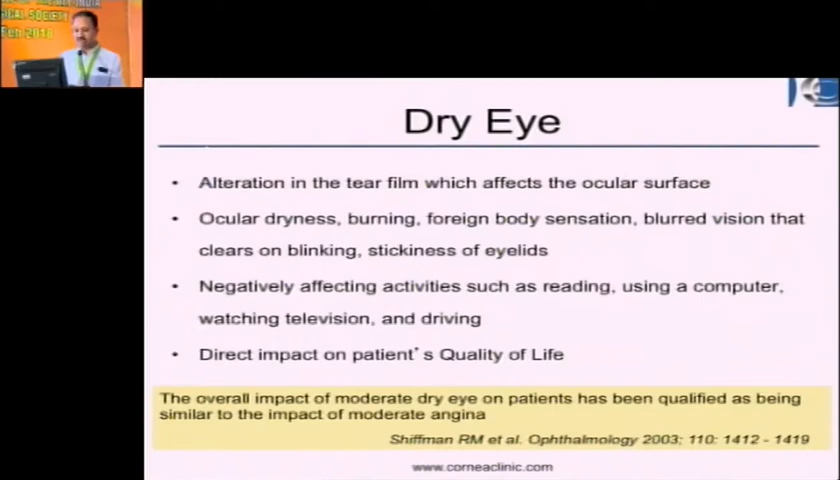 INDIA
GICAL SOCIETY
Dry Eye
• Alteration in the tear film which affects the ocular surface
• Ocular dryness, burning, foreign body sensation, blurred vision that
clears on blinking, stickiness of eyelids
• Negatively affecting activities such as reading, using a computer,
watching television, and driving
• Direct impact on patient's Quality of Life
The overall impact of moderate dry eye on patients has been qualified as being
similar to the impact of moderate angina
Shiffman RM et al. Ophthalmology 2003; 110: 1412 - 1419
www.corneaclinic.com